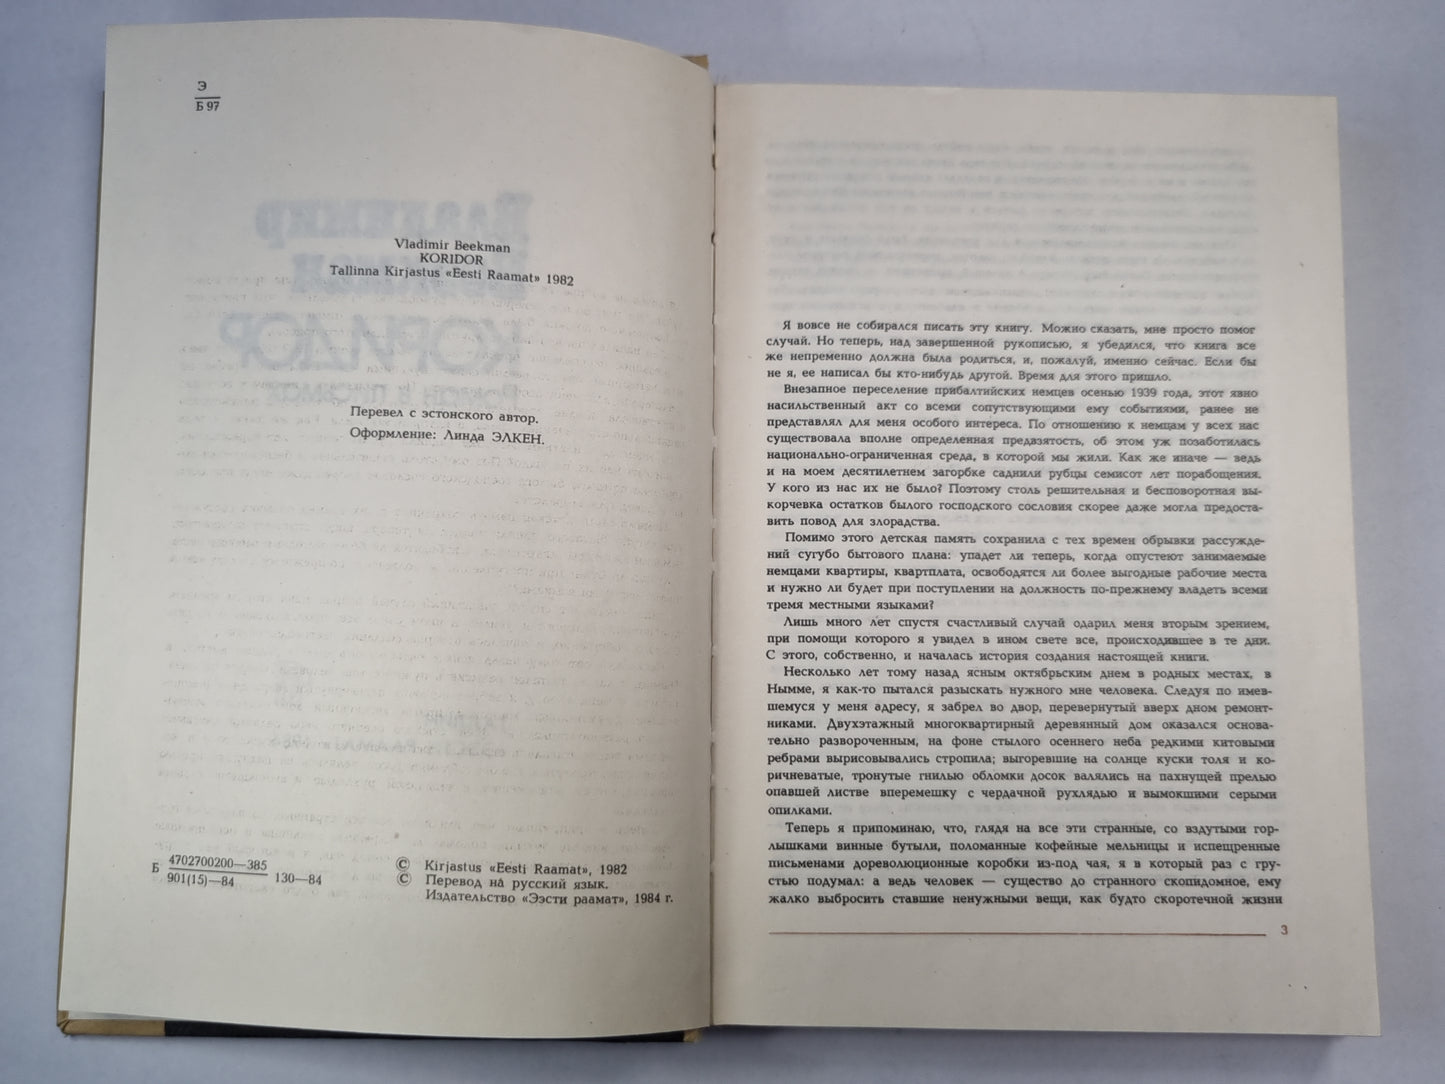 Э
Б 97
Vladimir Beekman
KORIDOR
Tallinna Kirjastus «Eesti Raamat» 1982
Перевел с эстонского автор.
Оформление: Линда ЭЛКЕН.
Б 4702700200—385
901(15)—84 130—84
© Kirjastus «Eesti Raamat», 1982
© Перевод на русский язык.
Издательство «Ээсти раамат», 1984 г.
Я вовсе не собирался писать эту книгу. Можно сказать, мне просто помог
случай. Но теперь, над завершенной рукописью, я убедился, что книга все
же непременно должна была родиться, и, пожалуй, именно сейчас. Если бы
не я, ее написал бы кто-нибудь другой. Время для этого пришло.
Внезапное переселение прибалтийских немцев осенью 1939 года, этот явно
насильственный акт со всеми сопутствующими ему событиями, ранее не
представлял для меня особого интереса. По отношению к немцам у всех нас
существовала вполне определенная предвзятость, об этом уж позаботилась
национально-ограниченная среда, в которой мы жили. Как же иначе — ведь
и на моем десятилетнем загорбке саднили рубцы семисот лет порабощения.
У кого из нас их не было? Поэтому столь решительная и бесповоротная вы-
корчевка остатков былого господского сословия скорее даже могла предоста-
вить повод для злорадства.
Помимо этого детская память сохранила с тех времен обрывки рассужде-
ний сугубо бытового плана: упадет ли теперь, когда опустеют занимаемые
немцами квартиры, квартплата, освободятся ли более выгодные рабочие места
и нужно ли будет при поступлении на должность по-прежнему владеть всеми
тремя местными языками?
Лишь много лет спустя счастливый случай одарил меня вторым зрением,
при помощи которого я увидел в ином свете все, происходившее в те дни.
С этого, собственно, и началась история создания настоящей книги.
Несколько лет тому назад ясным октябрьским днем в родных местах, в
Нымме, я как-то пытался разыскать нужного мне человека. Следуя по имев-
шемуся у меня адресу, я забрел во двор, перевернутый вверх дном ремонт-
никами. Двухэтажный многоквартирный деревянный дом оказался основа-
тельно развороченным, на фоне стылого осеннего неба редкими китовыми
ребрами вырисовывались стропила; выгоревшие на солнце куски толя и ко-
ричневатые, тронутые гнилью обломки досок валялись на пахнущей прелью
опавшей листве вперемешку с чердачной рухлядью и вымокшими серыми
опилками.
Теперь я припоминаю, что, глядя на все эти странные, со вздутыми гор-
лышками винные бутыли, поломанные кофейные мельницы и испещренные
письменами дореволюционные коробки из-под чая, я в который раз с гру-
стью подумал: а ведь человек — существо до странного скопидомное, ему
жалко выбросить ставшие ненужными вещи, как будто скоротечной жизни
3